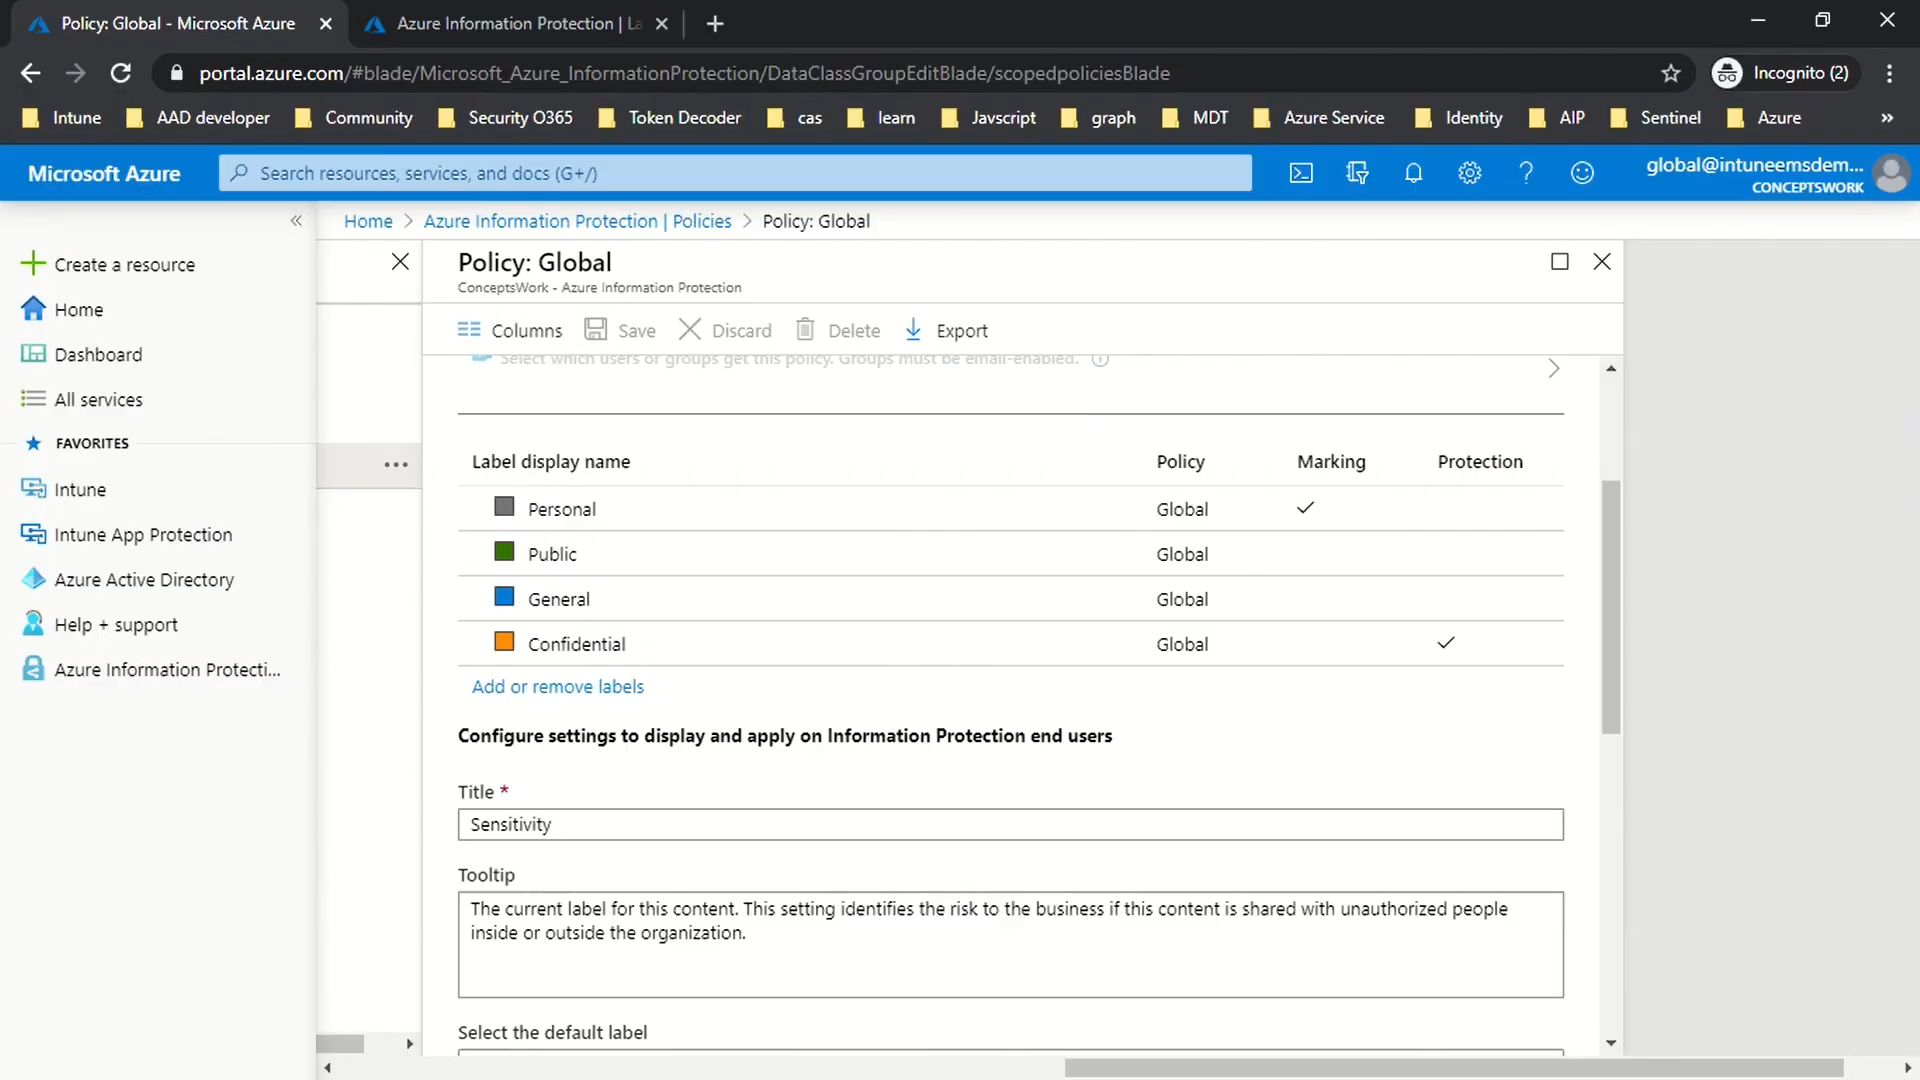 Policy: Global - Microsoft Azure
Azure Information Protection | La
portal.azure.com/#blade/Microsoft_Azure_InformationProtection/DataClassGroupEditBlade/scopedpoliciesBlade
Incognito (2)
Intune
AAD developer
Community
Security O365
Token Decoder
cas
learn
Javscript
graph
MDT
Azure Service
Identity
AIP
Sentinel
Azure
»
Microsoft Azure
Search resources, services, and docs (G+/)
global@intuneemsdem...
CONCEPTSWORK
Home > Azure Information Protection | Policies > Policy: Global
Create a resource
Home
Dashboard
All services
FAVORITES
Intune
Intune App Protection
Azure Active Directory
Help + support
Azure Information Protecti...
Policy: Global
ConceptsWork - Azure Information Protection
Columns
Save
Discard
Delete
Export
Select which users or groups get this policy. Groups must be email-enabled.
Label display name Policy Marking Protection
Personal Global
Public Global
General Global
Confidential Global
Add or remove labels
Configure settings to display and apply on Information Protection end users
Title *
Sensitivity
Tooltip
The current label for this content. This setting identifies the risk to the business if this content is shared with unauthorized people
inside or outside the organization.
Select the default label